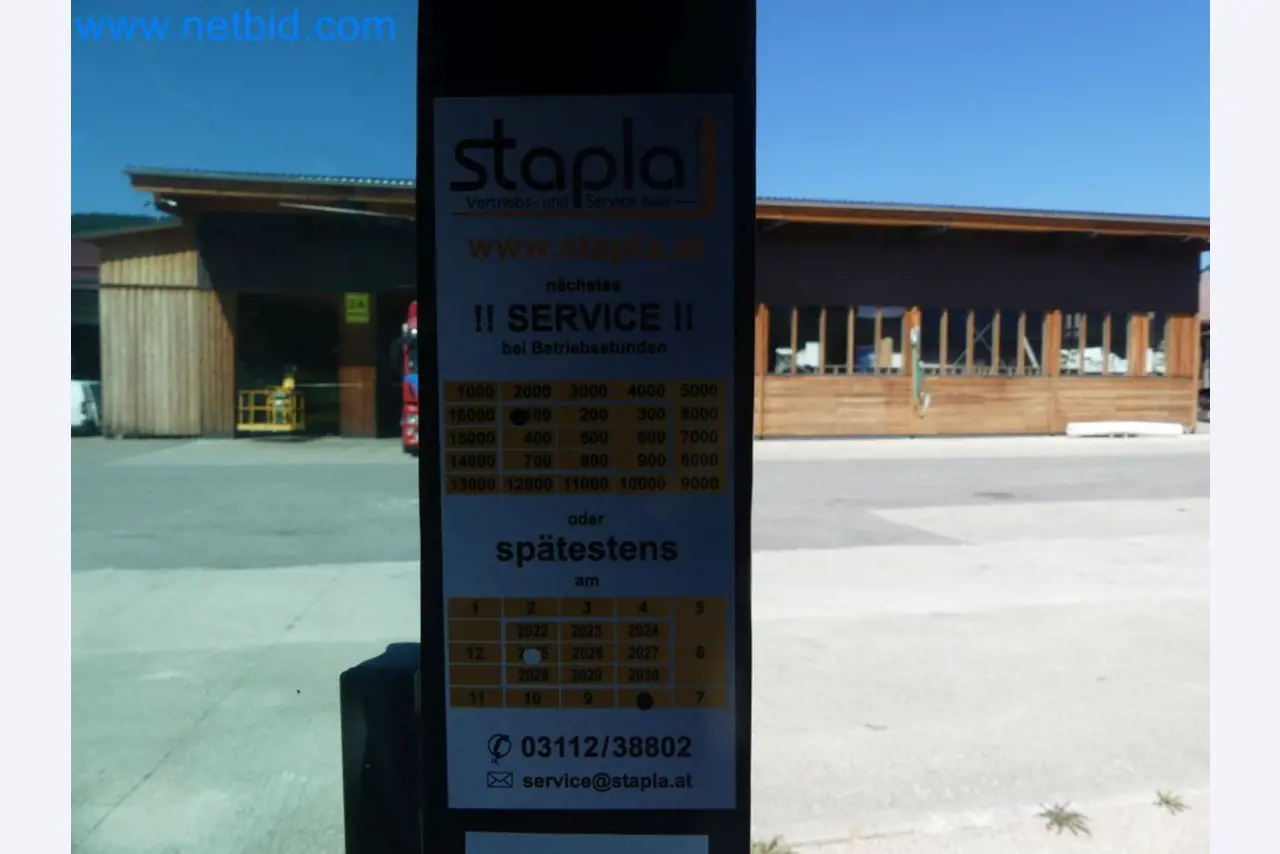 www.netbid.com
stapla
Vertriebs- und Service
www.stapla.at
nächstes
!! SERVICE !!
bei Betriebsstunden
1000 2000 3000 4000 5000
16000 00 200 300 6000
15000 400 500 600 7000
14000 700 800 900 8000
13000 12000 11000 10000 9000
oder
spätestens
am
1 2 3 4 5
2022 2023 2024
12 2026 2027 6
2028 2029 2030
11 10 9 7
03112/38802
service@stapla.at